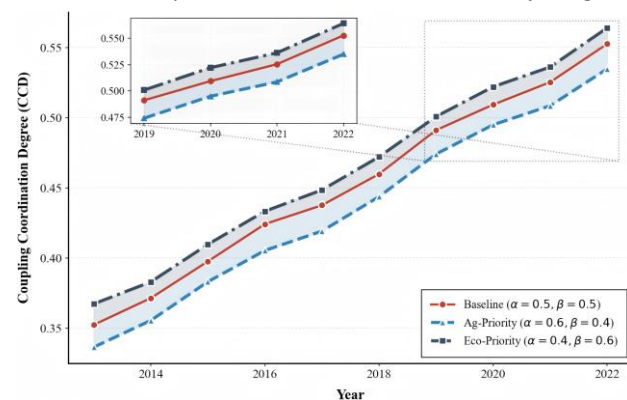 0.550
0.525
0.500
0.475
2019 2020 2021 2022
0.55
0.50
0.45
0.40
0.35
Coupling Coordination Degree (CCD)
Baseline (α = 0.5, β = 0.5)
Ag-Priority (α = 0.6, β = 0.4)
Eco-Priority (α = 0.4, β = 0.6)
2014 2016 2018 2020 2022
Year